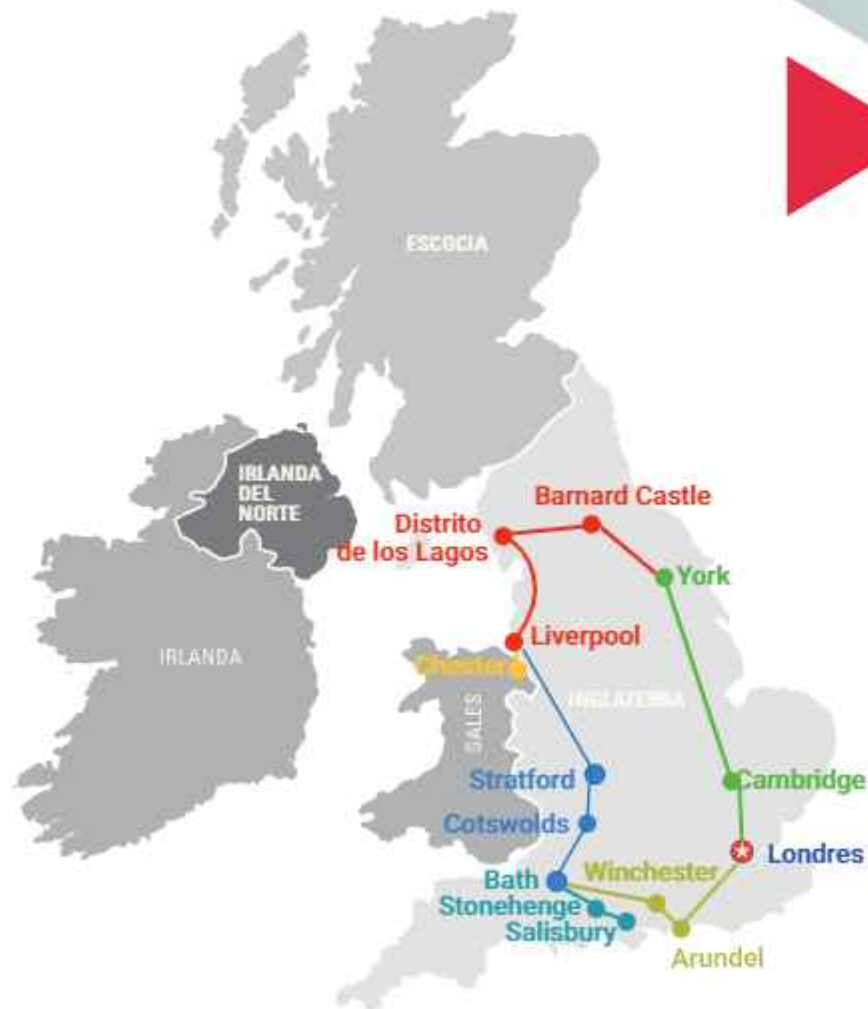 ESCOCIA
IRLANDA
DEL
NORTE
Barnard Castle
Distrito
de los Lagos
York
Liverpool
IRLANDA
Chester
INGLATERRA
GALES
Stratford
Cambridge
Cotswolds
Londres
Winchester
Bath
Stonehenge
Salisbury
Arundel